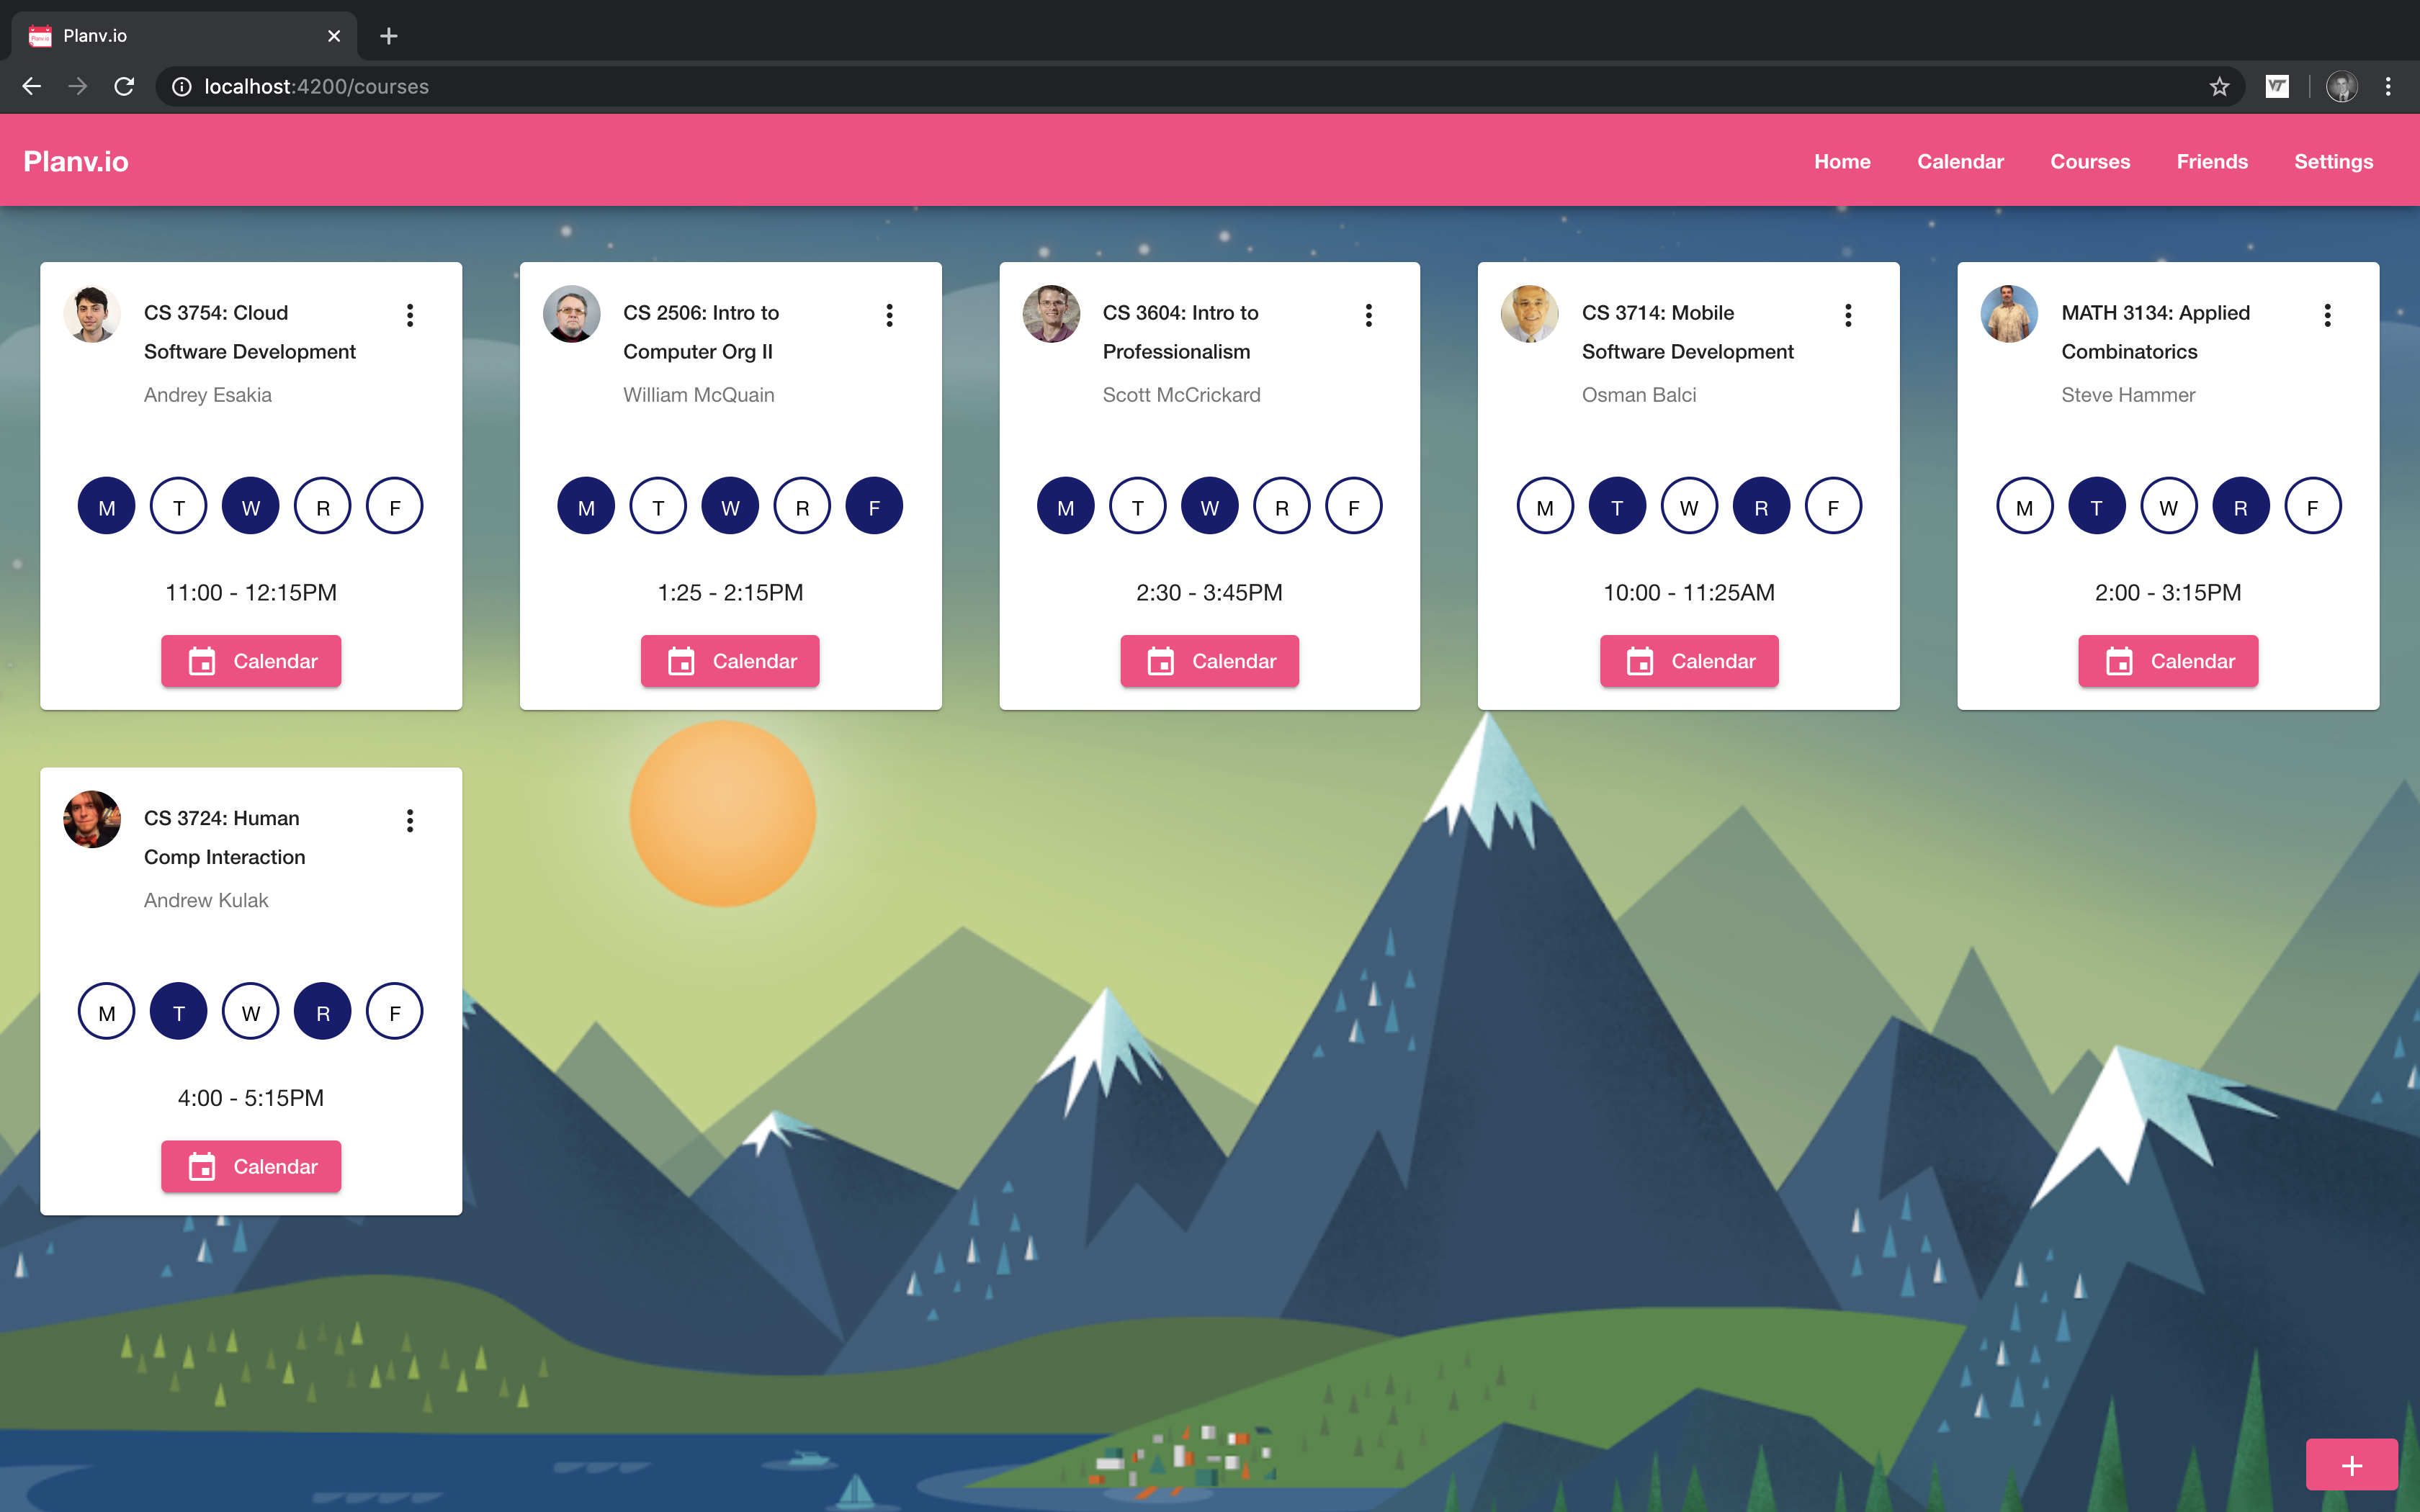 Planv.io
localhost:4200/courses
VT
Planv.io
Home Calendar Courses Friends Settings
CS 3754: Cloud
Software Development
Andrey Esakia
M T W R F
11:00 - 12:15PM
Calendar
CS 2506: Intro to
Computer Org II
William McQuain
M T W R F
1:25 - 2:15PM
Calendar
CS 3604: Intro to
Professionalism
Scott McCrickard
M T W R F
2:30 - 3:45PM
Calendar
CS 3714: Mobile
Software Development
Osman Balci
M T W R F
10:00 - 11:25AM
Calendar
MATH 3134: Applied
Combinatorics
Steve Hammer
M T W R F
2:00 - 3:15PM
Calendar
CS 3724: Human
Comp Interaction
Andrew Kulak
M T W R F
4:00 - 5:15PM
Calendar